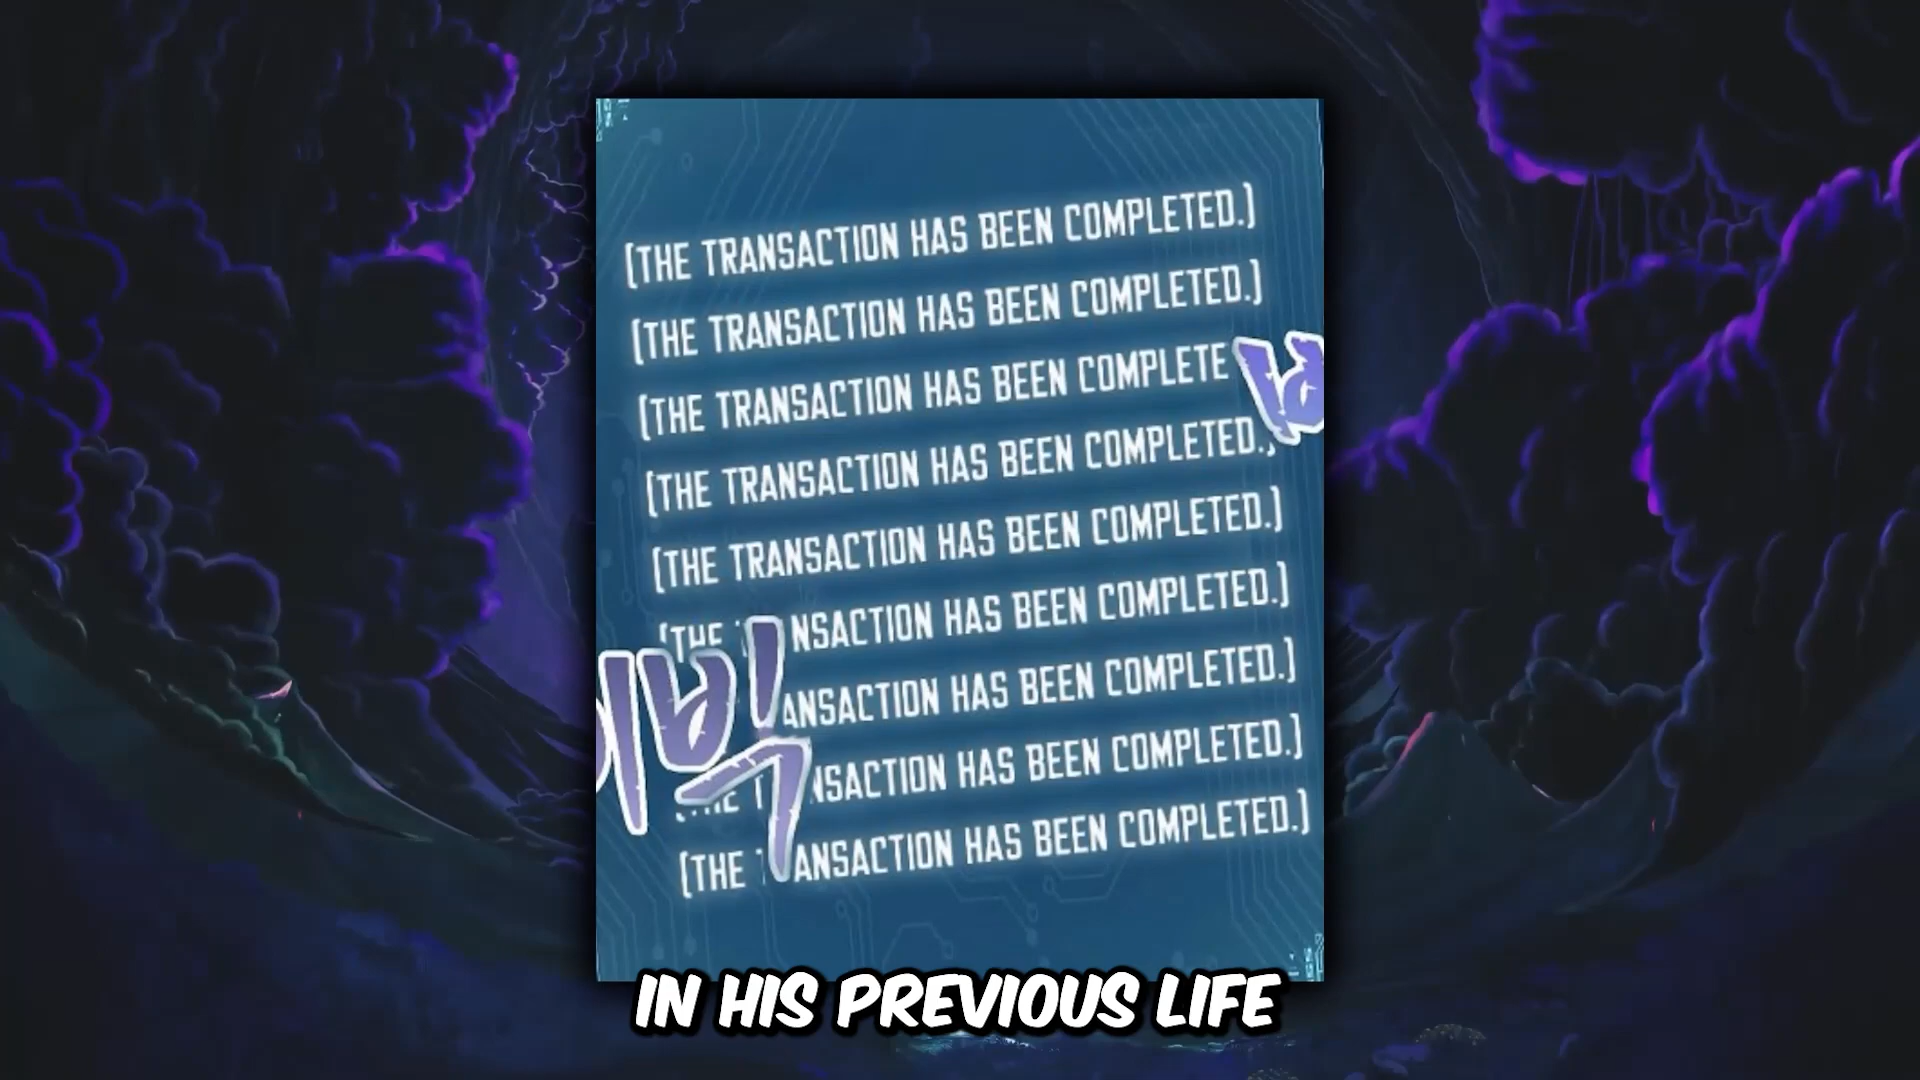 (THE TRANSACTION HAS BEEN COMPLETED.)
(THE TRANSACTION HAS BEEN COMPLETED.)
(THE TRANSACTION HAS BEEN COMPLETE
(THE TRANSACTION HAS BEEN COMPLETED.)
(THE TRANSACTION HAS BEEN COMPLETED.)
(THE NSACTION HAS BEEN COMPLETED.)
ANSACTION HAS BEEN COMPLETED.)
NSACTION HAS BEEN COMPLETED.)
(THE ANSACTION HAS BEEN COMPLETED.)
IN HIS PREVIOUS LIFE